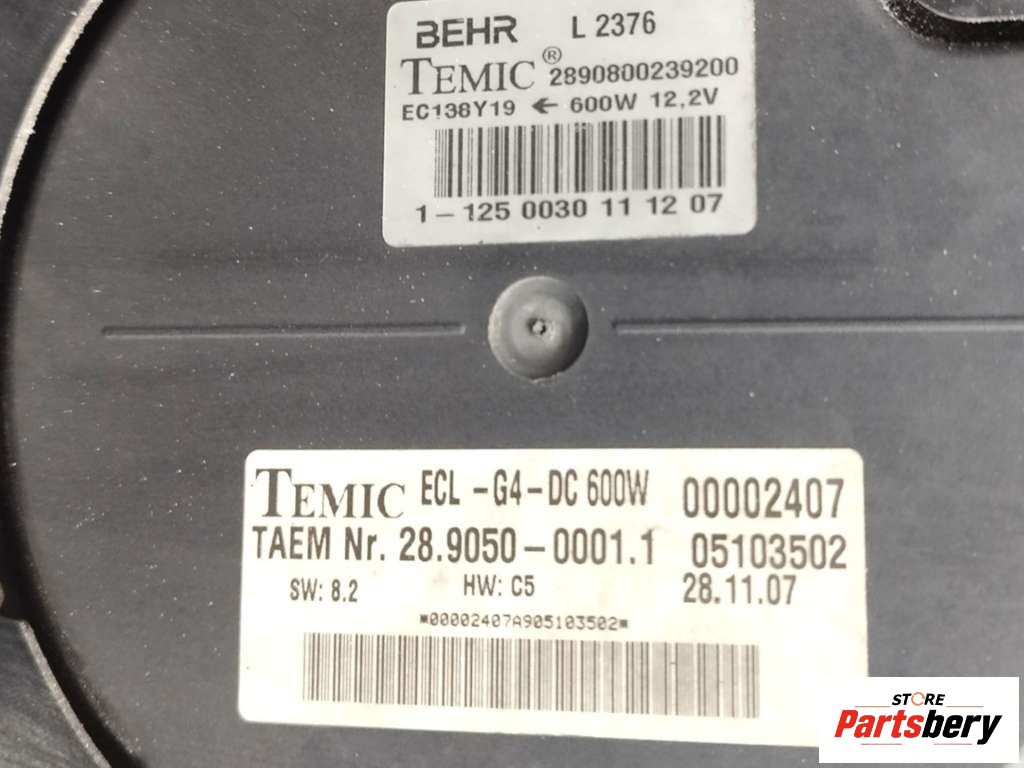 BEHR L 2376
TEMIC® 2890800239200
EC138Y19 ← 600W 12,2V
1-125 0030 11 12 07
TEMIC ECL -G4-DC 600W 00002407
TAEM Nr. 28.9050-0001.1 05103502
SW: 8.2 HW: C5 28.11.07
*00002407A905103502*
STORE
Partsbery